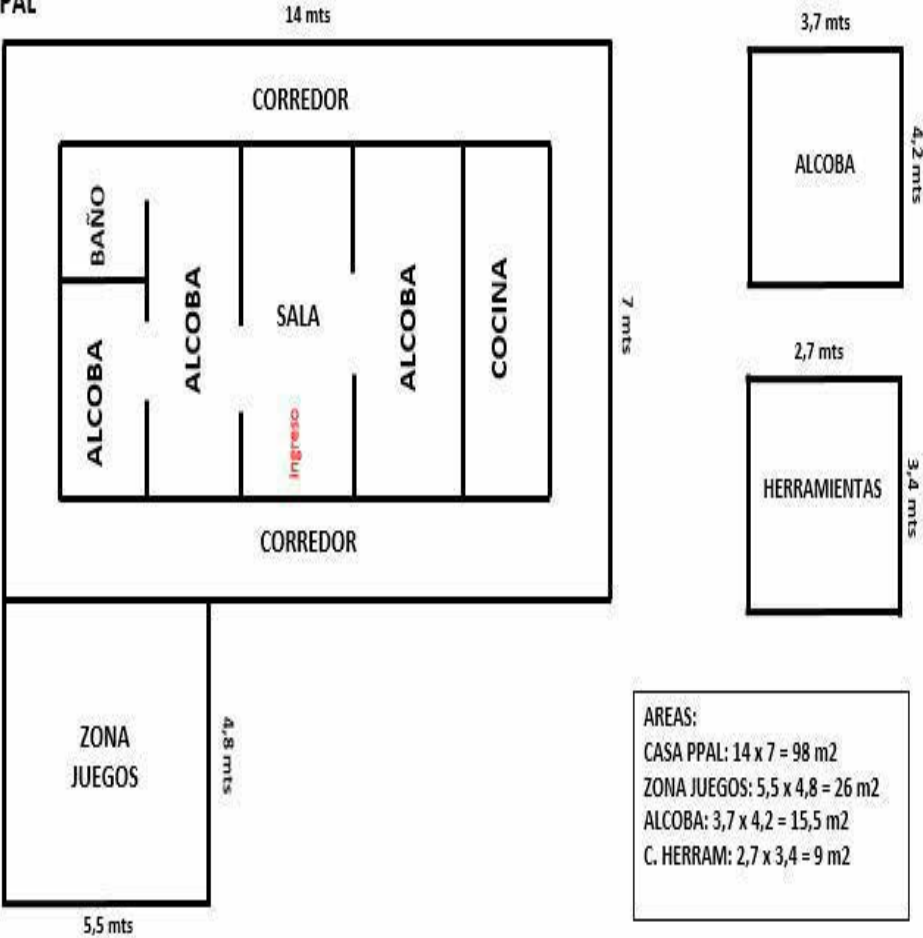 PAL
14 mts
3,7 mts
CORREDOR
ALCOBA
4,2 mts
BAÑO
ALCOBA
ALCOBA
SALA
ingreso
ALCOBA
COCINA
7 mts
2,7 mts
HERRAMIENTAS
3,4 mts
CORREDOR
ZONA
JUEGOS
4,8 mts
5,5 mts
AREAS:
CASA PPAL: 14 x 7 = 98 m2
ZONA JUEGOS: 5,5 x 4,8 = 26 m2
ALCOBA: 3,7 x 4,2 = 15,5 m2
C. HERRAM: 2,7 x 3,4 = 9 m2